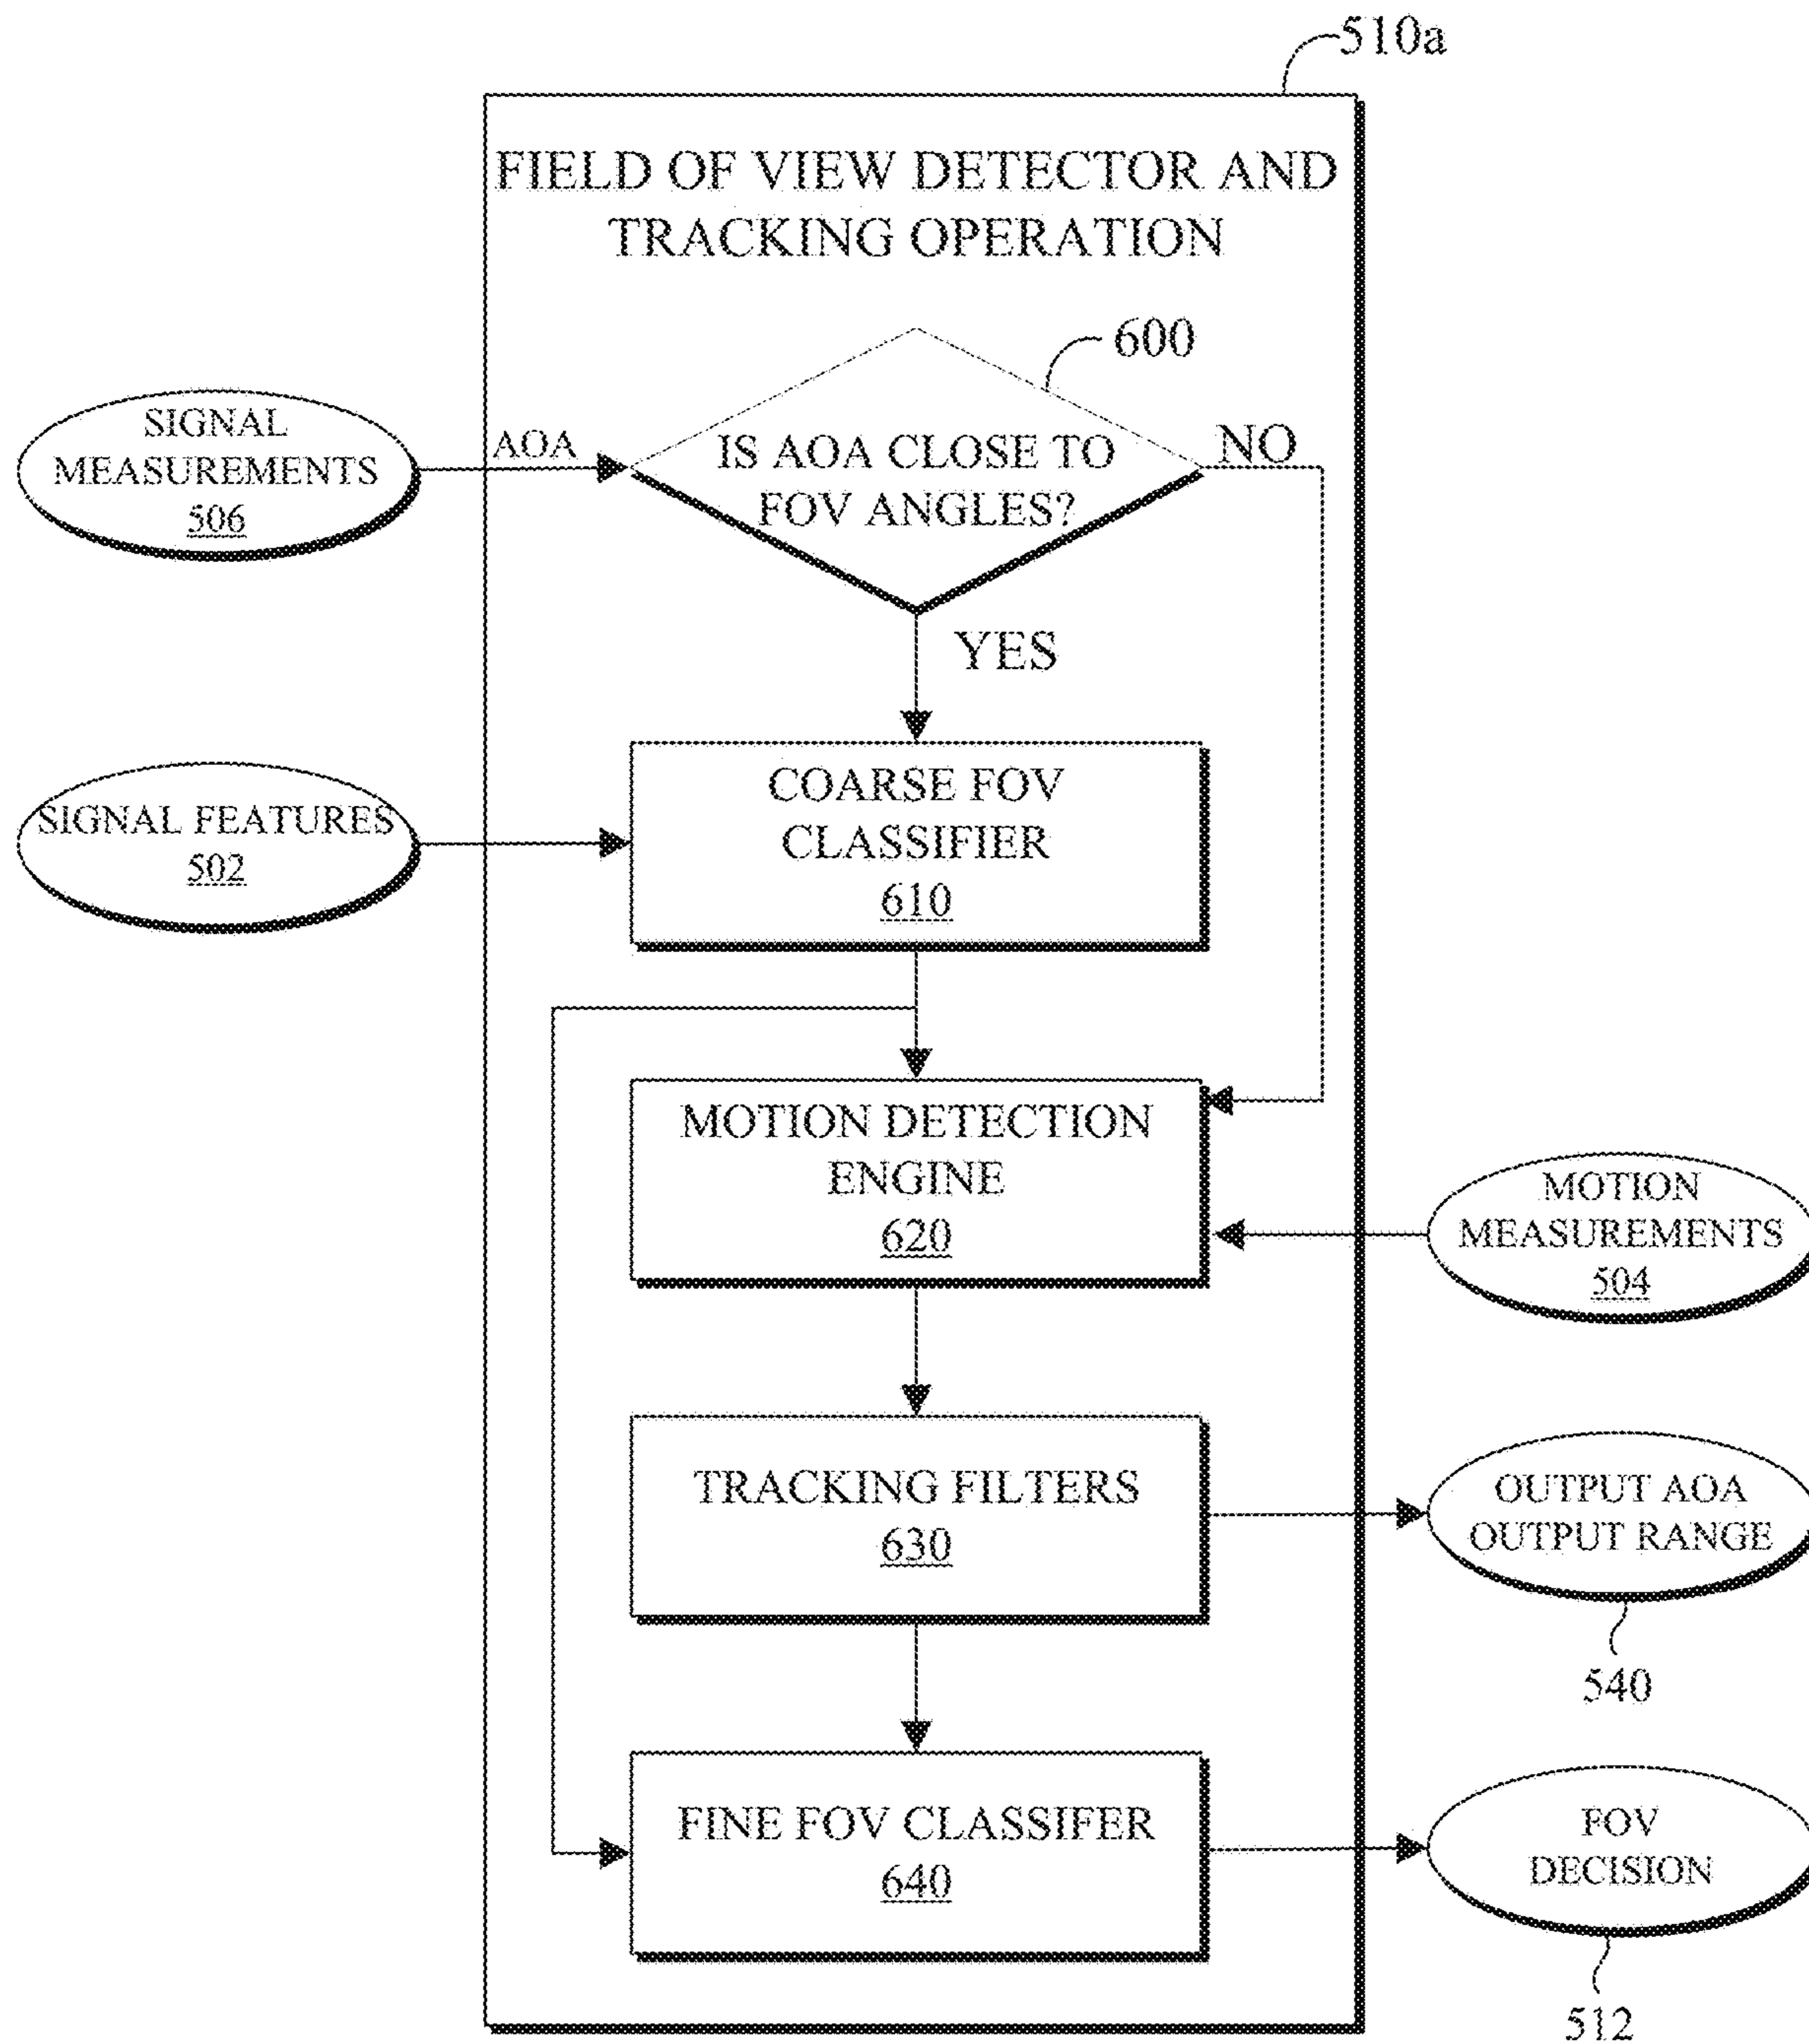 510a
FIELD OF VIEW DETECTOR AND
TRACKING OPERATION
600
SIGNAL
MEASUREMENTS
506
AOA
IS AOA CLOSE TO
FOV ANGLES?
NO
YES
SIGNAL FEATURES
502
COARSE FOV
CLASSIFIER
610
MOTION DETECTION
ENGINE
620
MOTION
MEASUREMENTS
504
TRACKING FILTERS
630
OUTPUT AOA
OUTPUT RANGE
540
FINE FOV CLASSIFER
640
FOV
DECISION
512